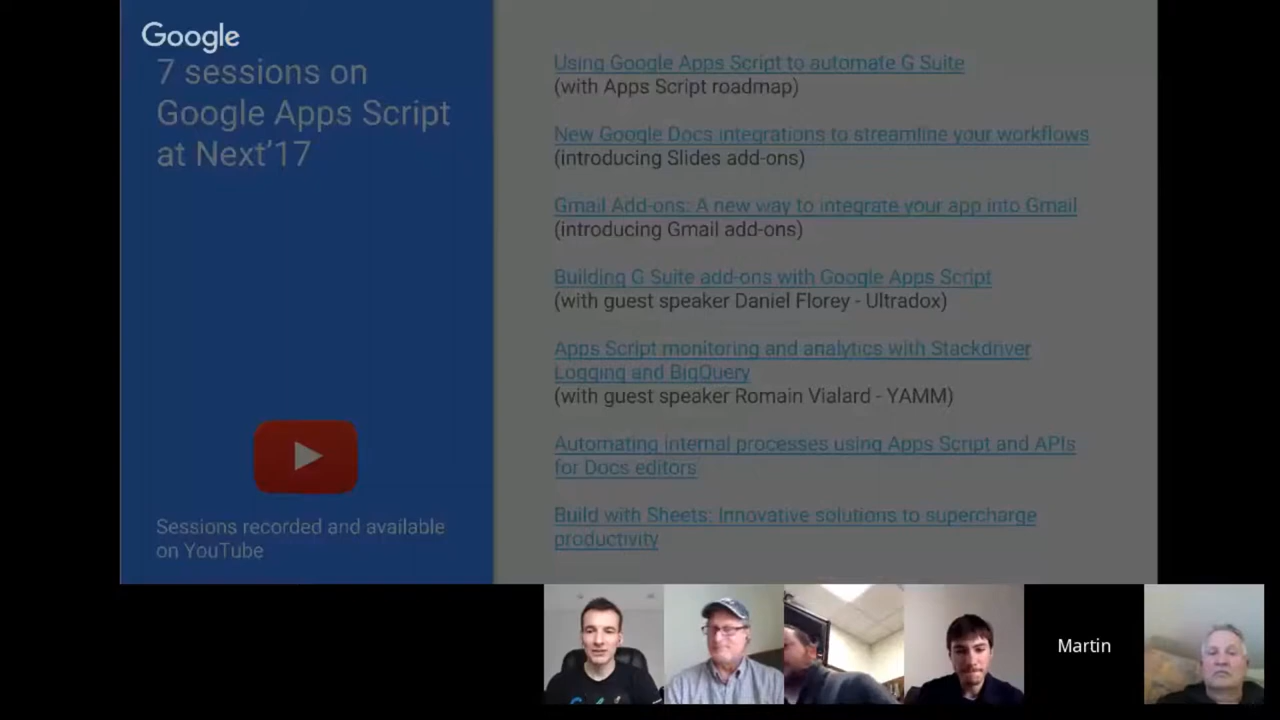 Google
7 sessions on
Google Apps Script
at Next'17
Sessions recorded and available
on YouTube
Using Google Apps Script to automate G Suite
(with Apps Script roadmap)
New Google Docs integrations to streamline your workflows
(introducing Slides add-ons)
Gmail Add-ons: A new way to integrate your app into Gmail
(introducing Gmail add-ons)
Building G Suite add-ons with Google Apps Script
(with guest speaker Daniel Florey - Ultradox)
Apps Script monitoring and analytics with Stackdriver
Logging and BigQuery
(with guest speaker Romain Vialard - YAMM)
Automating internal processes using Apps Script and APIs
for Docs editors
Build with Sheets: Innovative solutions to supercharge
productivity
Martin